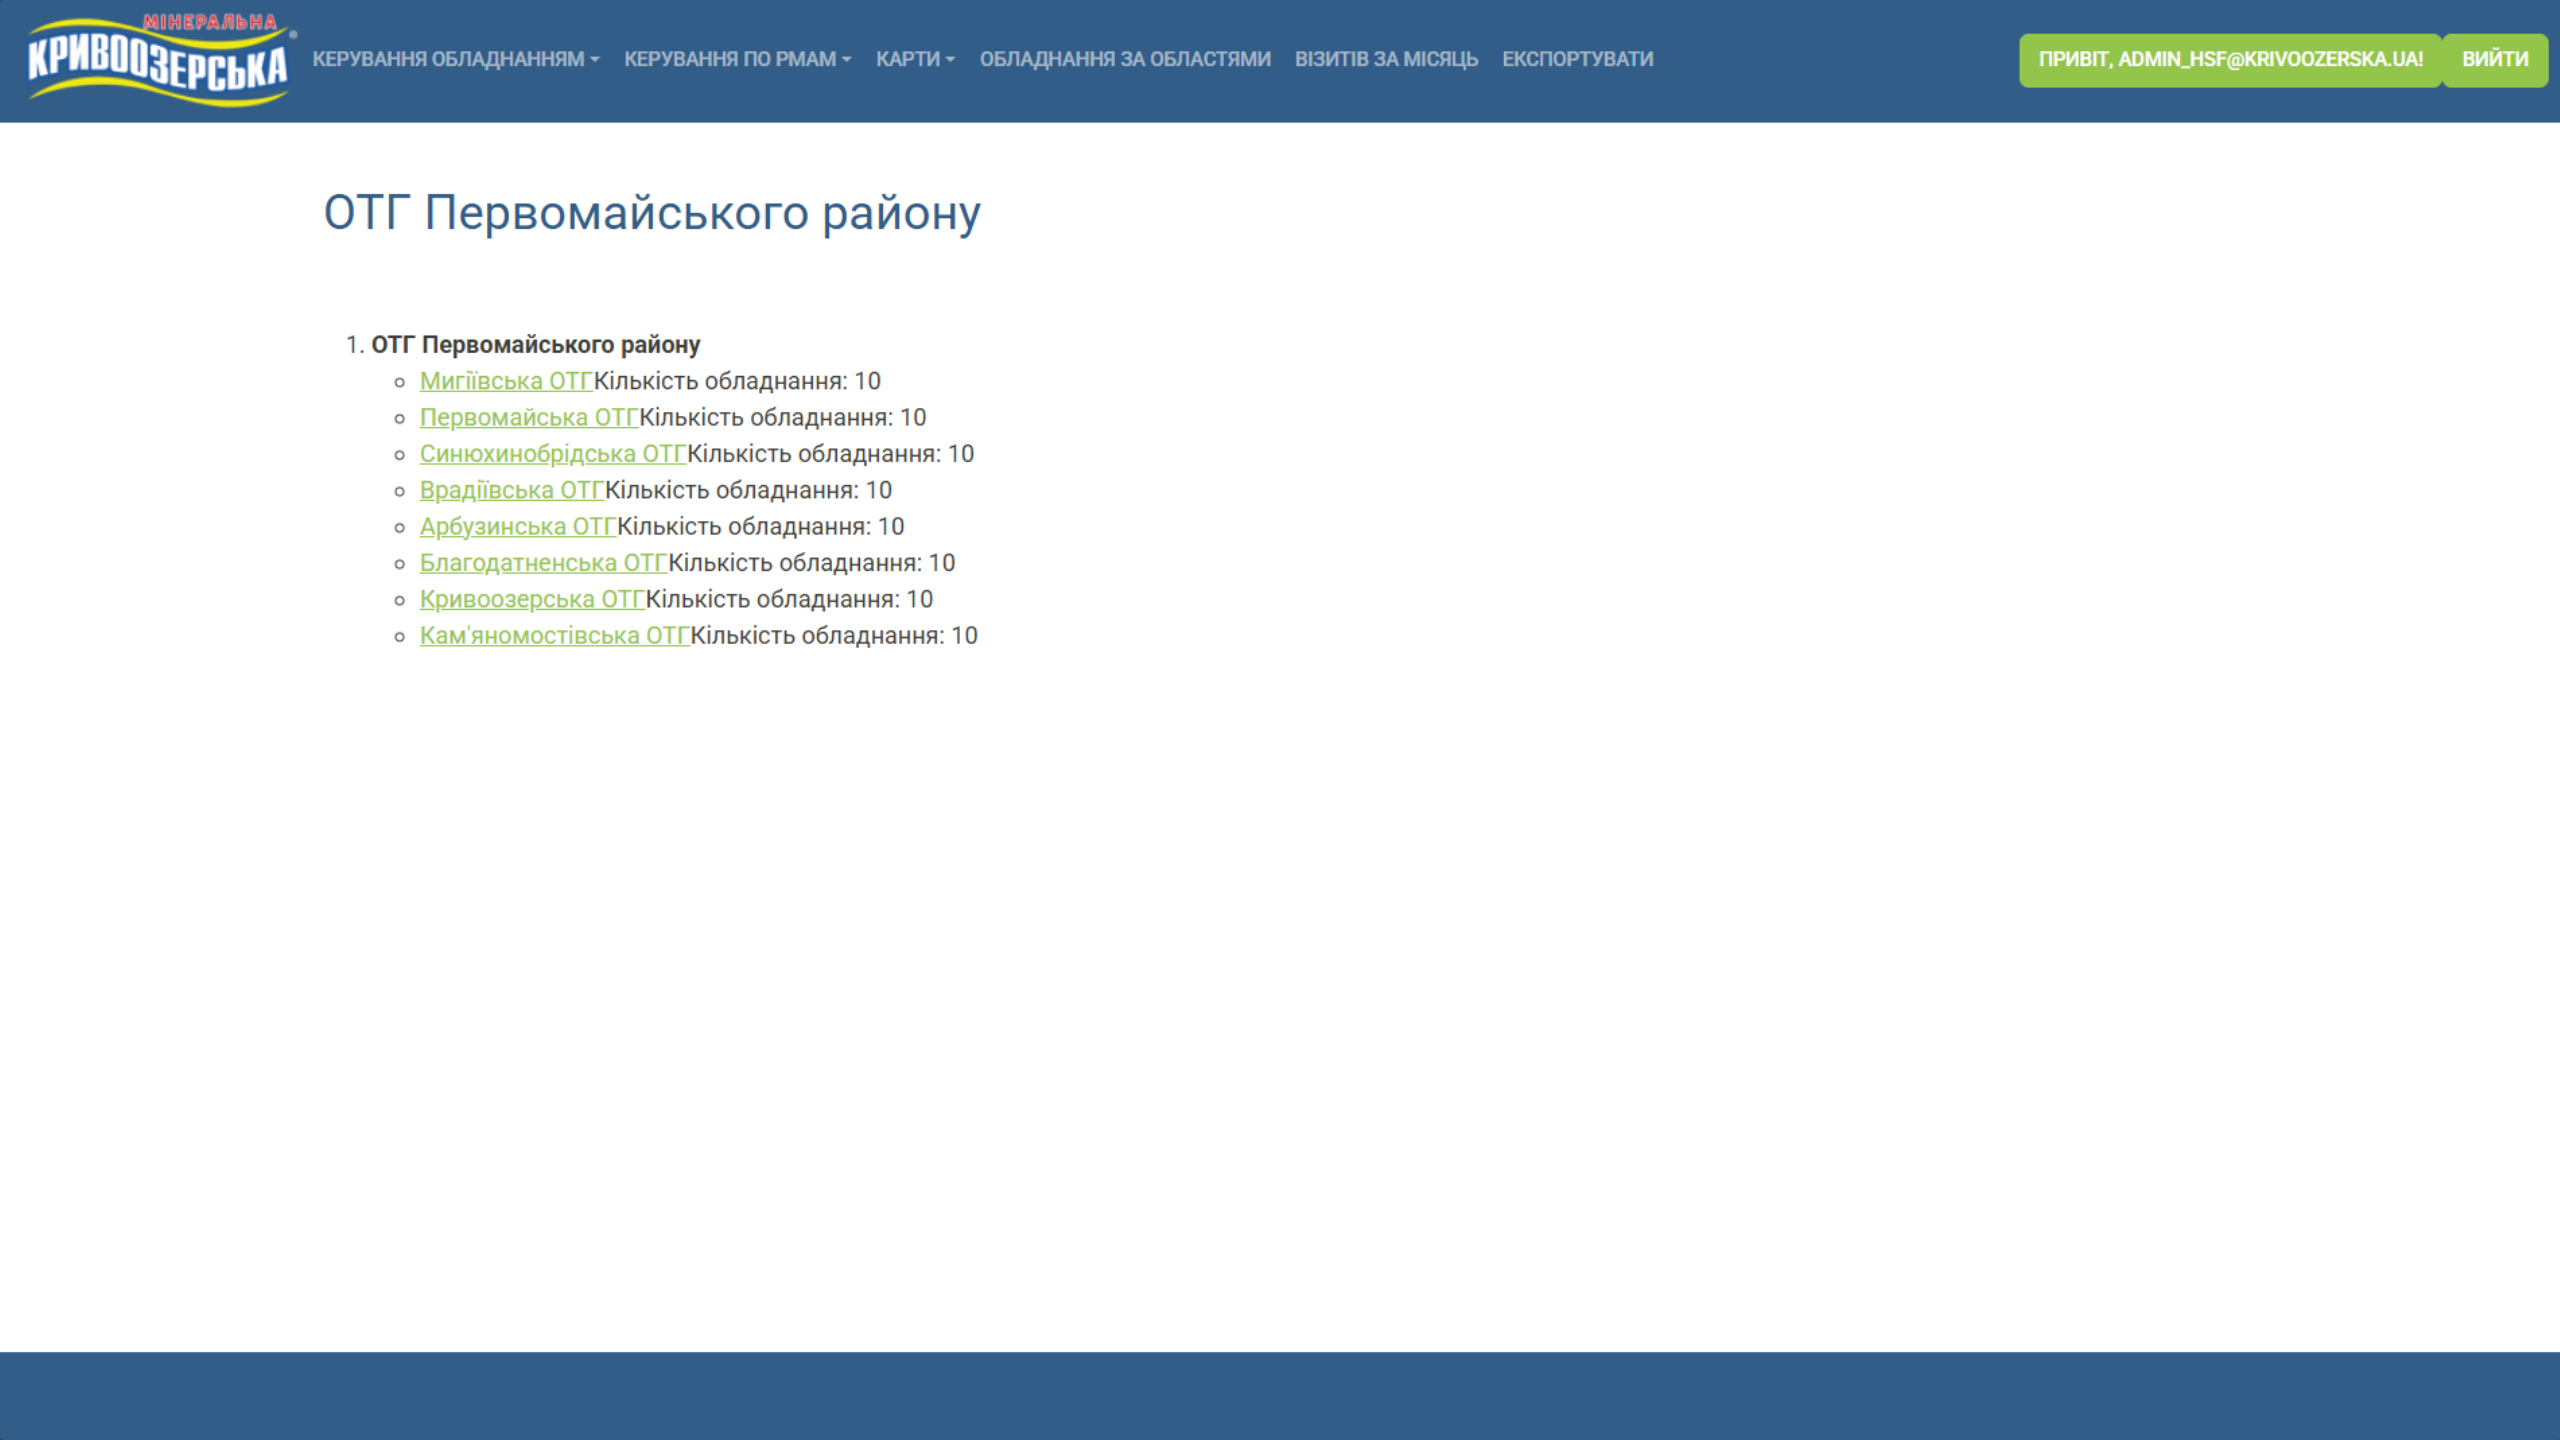 МІНЕРАЛЬНА
КРИВООЗЕРСЬКА
КЕРУВАННЯ ОБЛАДНАННЯМ КЕРУВАННЯ ПО РМАМ КАРТИ ОБЛАДНАННЯ ЗА ОБЛАСТЯМИ ВІЗИТІВ ЗА МІСЯЦЬ ЕКСПОРТУВАТИ ПРИВІТ, ADMIN_HSF@KRIVOOZERSKA.UA! ВИЙТИ
ОТГ Первомайського району
1. ОТГ Первомайського району
Мигіївська ОТГКількість обладнання: 10
Первомайська ОТГКількість обладнання: 10
Синюхинобрідська ОТГКількість обладнання: 10
Врадіївська ОТГКількість обладнання: 10
Арбузинська ОТГКількість обладнання: 10
Благодатненська ОТГКількість обладнання: 10
Кривоозерська ОТГКількість обладнання: 10
Кам'яномостівська ОТГКількість обладнання: 10